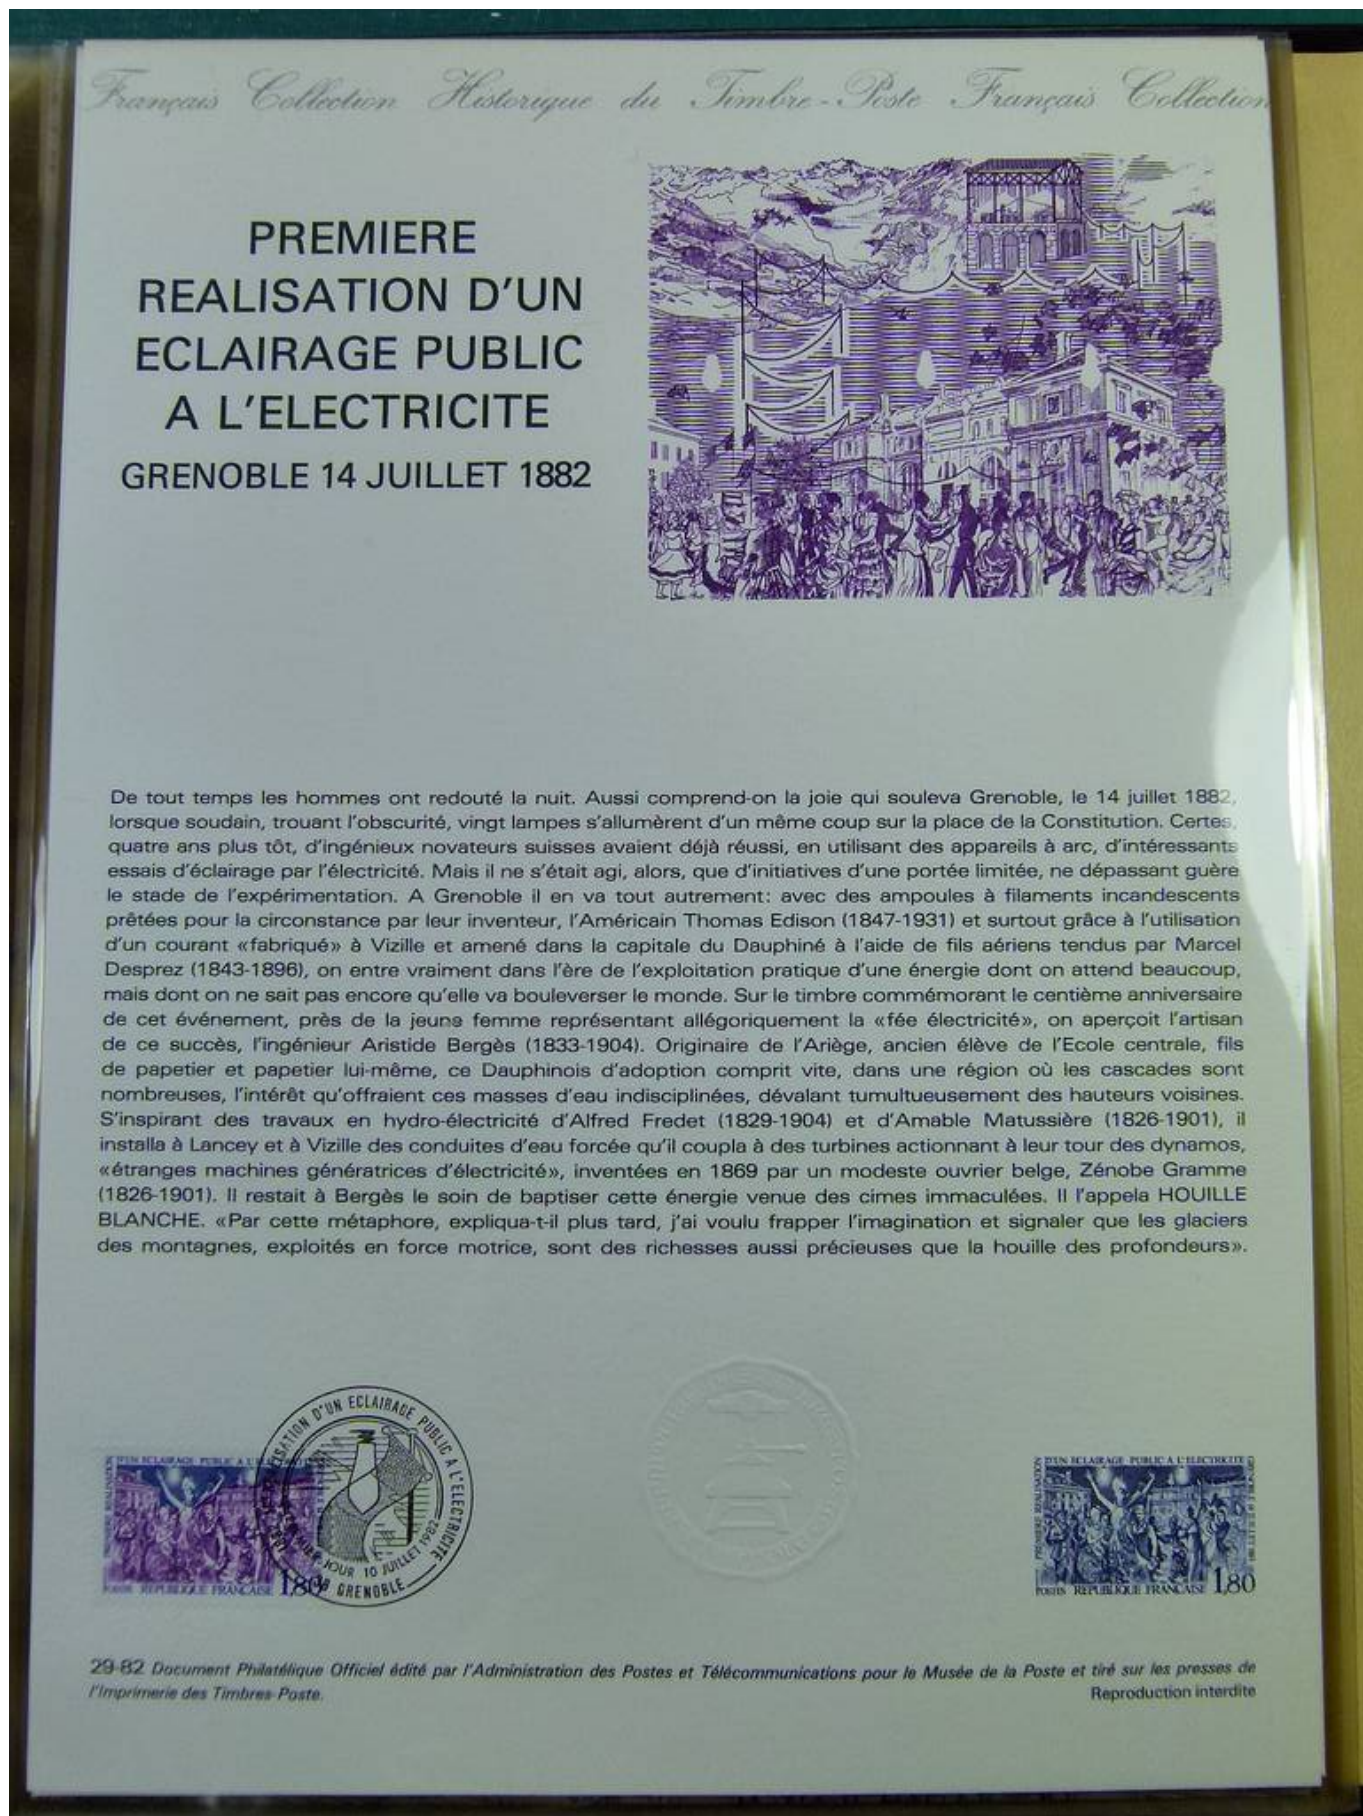 Français Collection Historique du Timbre-Poste Français Collection
PREMIERE
REALISATION D'UN
ECLAIRAGE PUBLIC
A L'ELECTRICITE
GRENOBLE 14 JUILLET 1882
De tout temps les hommes ont redouté la nuit. Aussi comprend-on la joie qui souleva Grenoble, le 14 juillet 1882,
lorsque soudain, trouant l'obscurité, vingt lampes s'allumèrent d'un même coup sur la place de la Constitution. Certes,
quatre ans plus tôt, d'ingénieux novateurs suisses avaient déjà réussi, en utilisant des appareils à arc, d'intéressants
essais d'éclairage par l'électricité. Mais il ne s'était agi, alors, que d'initiatives d'une portée limitée, ne dépassant guère
le stade de l'expérimentation. A Grenoble il en va tout autrement: avec des ampoules à filaments incandescents
prêtées pour la circonstance par leur inventeur, l'Américain Thomas Edison (1847-1931) et surtout grâce à l'utilisation
d'un courant «fabriqué» à Vizille et amené dans la capitale du Dauphiné à l'aide de fils aériens tendus par Marcel
Desprez (1843-1896), on entre vraiment dans l'ère de l'exploitation pratique d'une énergie dont on attend beaucoup,
mais dont on ne sait pas encore qu'elle va bouleverser le monde. Sur le timbre commémorant le centième anniversaire
de cet événement, près de la jeune femme représentant allégoriquement la «fée électricité», on aperçoit l'artisan
de ce succès, l'ingénieur Aristide Bergès (1833-1904). Originaire de l'Ariège, ancien élève de l'Ecole centrale, fils
de papetier et papetier lui-même, ce Dauphinois d'adoption comprit vite, dans une région où les cascades sont
nombreuses, l'intérêt qu'offraient ces masses d'eau indisciplinées, dévalant tumultueusement des hauteurs voisines.
S'inspirant des travaux en hydro-électricité d'Alfred Fredet (1829-1904) et d'Amable Matussière (1826-1901), il
installa à Lancey et à Vizille des conduites d'eau forcée qu'il coupla à des turbines actionnant à leur tour des dynamos,
«étranges machines génératrices d'électricité», inventées en 1869 par un modeste ouvrier belge, Zénobe Gramme
(1826-1901). Il restait à Bergès le soin de baptiser cette énergie venue des cimes immaculées. Il l'appela HOUILLE
BLANCHE. «Par cette métaphore, expliqua-t-il plus tard, j'ai voulu frapper l'imagination et signaler que les glaciers
des montagnes, exploités en force motrice, sont des richesses aussi précieuses que la houille des profondeurs».
D'UN ECLAIRAGE PUBLIC A L'ELECTRICITE
JOUR 10 JUILLET 1982
GRENOBLE
D'UN ECLAIRAGE PUBLIC A
REPUBLIQUE FRANCAISE 1,80
PREMIERE REALISATION
D'UN ECLAIRAGE PUBLIC A L'ELECTRICITE
GRENOBLE 14 JUILLET 1882
POSTES REPUBLIQUE FRANCAISE 1,80
29-82 Document Philatélique Officiel édité par l'Administration des Postes et Télécommunications pour le Musée de la Poste et tiré sur les presses de
l'Imprimerie des Timbres-Poste.
Reproduction interdite